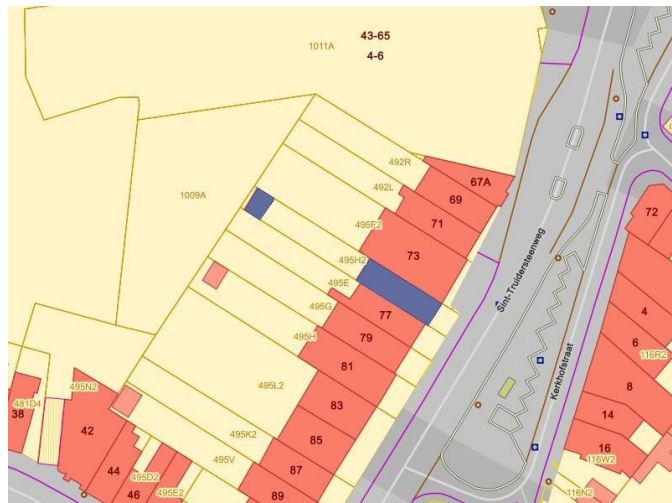 43-65
4-6
1011A
492R
67A
492L
69
1009A
71
72
495F2
73
495H2
495E
495G
77
4
495H
79
6
116R2
81
Sint-Truidersteenweg
Kerkhofstraat
8
495L2
83
495N2
481D4
38
14
42
495K2
85
16
44
495D2
495V
87
116W2
46
495E2
89
116N2